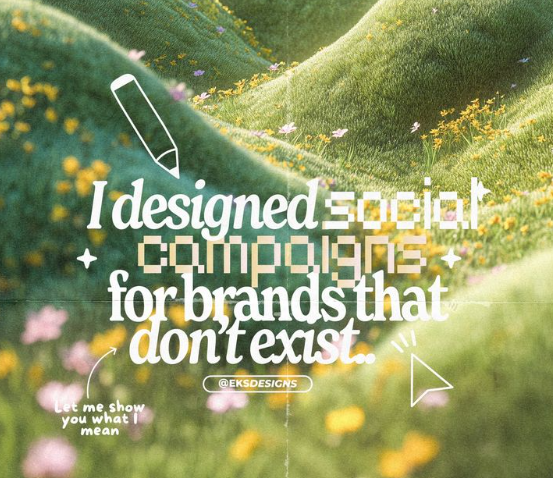 I designed social
campaigns
for brands that
don't exist..
@EKSDESIGNS
Let me show
you what I
mean